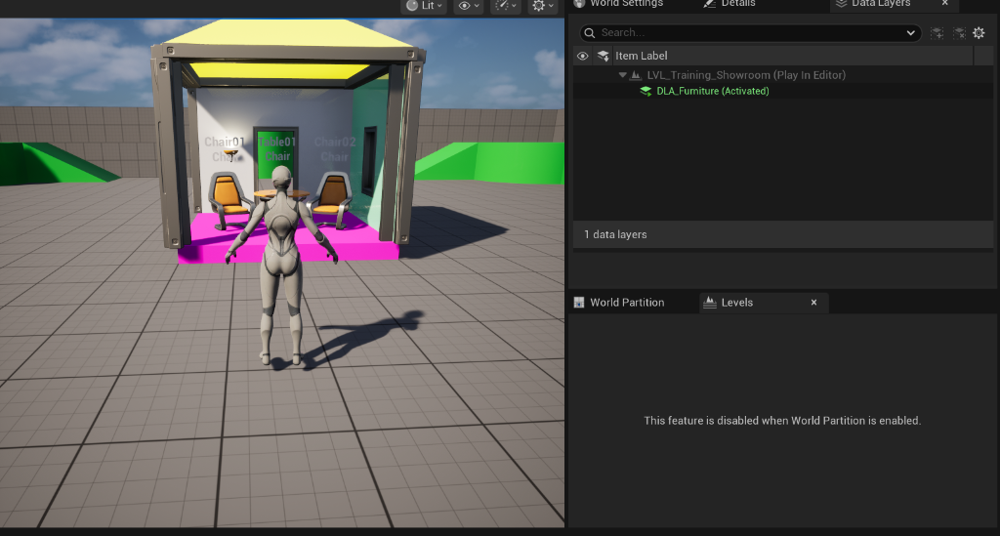 Lit
World Settings
Details
Data Layers
Search...
Item Label
LVL_Training_Showroom (Play In Editor)
DLA_Furniture (Activated)
1 data layers
World Partition
Levels
This feature is disabled when World Partition is enabled.
Chair01
Table01
Chair02
Chair
Chair
Chair